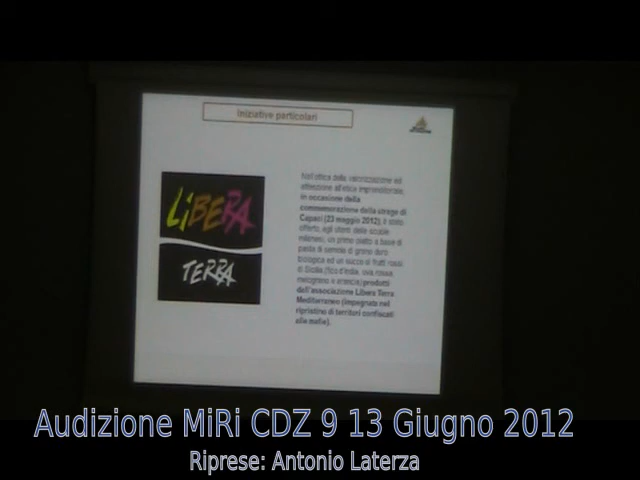 Iniziative particolari
LiBERA
TERRA
Nell'ottica della valorizzazione ed
attenzione all'etica imprenditoriale,
in occasione della
commemorazione della strage di
Capaci (23 maggio 2012), è stato
offerto, agli utenti delle scuole
milanesi, un primo piatto a base di
pasta di semola di grano duro
biologica ed un succo di frutti rossi
di Sicilia (fico d'India, uva rossa,
melograno e arancia) prodotti
dell'associazione Libera Terra
Mediterraneo (impegnata nel
ripristino di territori confiscati
alla mafia).
Audizione MiRi CDZ 9 13 Giugno 2012
Riprese: Antonio Laterza